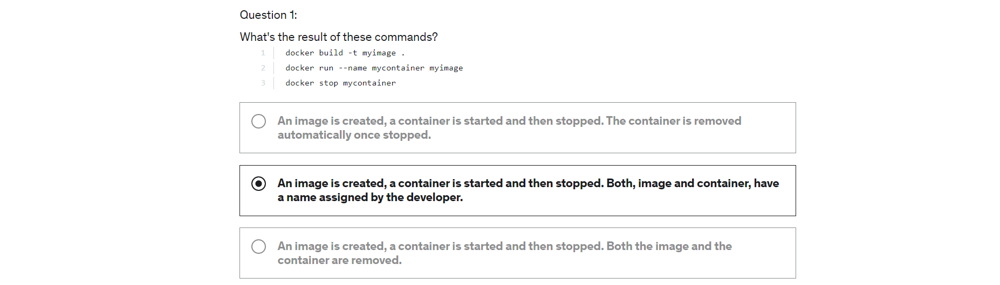 Question 1:
What's the result of these commands?
1 docker build -t myimage .
2 docker run --name mycontainer myimage
3 docker stop mycontainer
An image is created, a container is started and then stopped. The container is removed
automatically once stopped.
An image is created, a container is started and then stopped. Both, image and container, have
a name assigned by the developer.
An image is created, a container is started and then stopped. Both the image and the
container are removed.